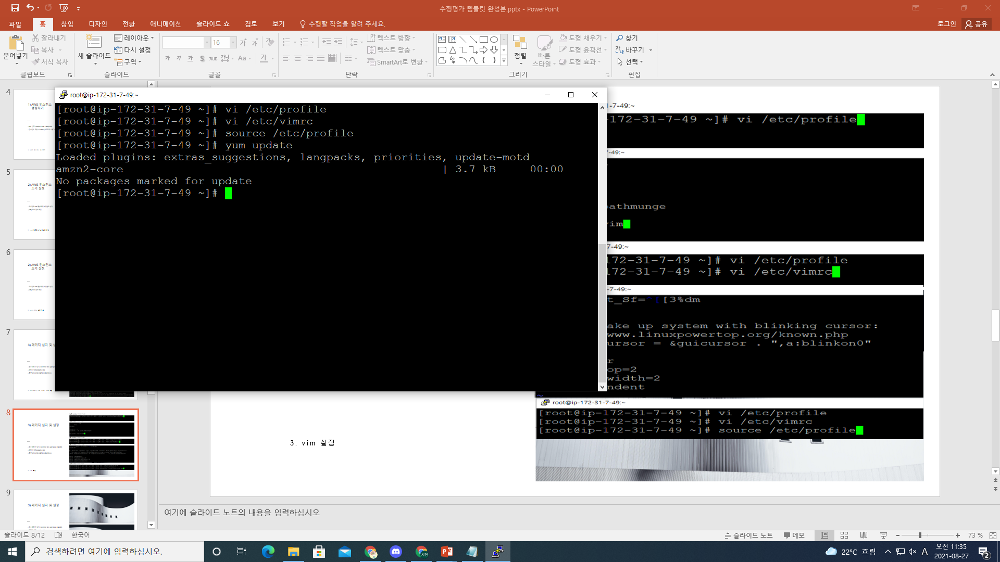 수행평가 템플릿 완성본.pptx - PowerPoint
파일 홈 삽입 디자인 전환 애니메이션 슬라이드 쇼 검토 보기 수행할 작업을 알려 주세요. 로그인 공유
붙여넣기 잘라내기 복사 서식 복사
클립보드
새 슬라이드 레이아웃 다시 설정 구역
슬라이드
16
가 가 가 S 가나다 Aa 가
글꼴
텍스트 방향
텍스트 맞춤
SmartArt로 변환
단락
정렬
빠른 스타일
도형 채우기
도형 윤곽선
도형 효과
그리기
찾기
바꾸기
선택
편집
4
1) AWS 인스턴스
생성하기
5
2) AWS 인스턴스
초기 설정
6
2) AWS 인스턴스
초기 설정
7
3) 패키지 설치 및 설
8
3) 패키지 설치 및 설정
9
3) 패키지 설치 및 설정
root@ip-172-31-7-49:~
[root@ip-172-31-7-49 ~]# vi /etc/profile
[root@ip-172-31-7-49 ~]# vi /etc/vimrc
[root@ip-172-31-7-49 ~]# source /etc/profile
[root@ip-172-31-7-49 ~]# yum update
Loaded plugins: extras_suggestions, langpacks, priorities, update-motd
amzn2-core | 3.7 kB 00:00
No packages marked for update
[root@ip-172-31-7-49 ~]#
1-7-49:~
172-31-7-49 ~]# vi /etc/profile
-49:~
pathmunge
vim
7-49:~
172-31-7-49 ~]# vi /etc/profile
172-31-7-49 ~]# vi /etc/vimrc
-7-49:~
t_Sf=^[[3%dm
ake up system with blinking cursor:
www.linuxpowertop.org/known.php
ursor = &guicursor . ",a:blinkon0"
r
op=2
width=2
ndent
~
root@ip-172-31-7-49:~
[root@ip-172-31-7-49 ~]# vi /etc/profile
[root@ip-172-31-7-49 ~]# vi /etc/vimrc
[root@ip-172-31-7-49 ~]# source /etc/profile
3. vim 설정
여기에 슬라이드 노트의 내용을 입력하십시오
슬라이드 8/12 한국어 슬라이드 노트 메모 73 %
검색하려면 여기에 입력하십시오. 22°C 흐림 A 오전 11:35
2021-08-27 2